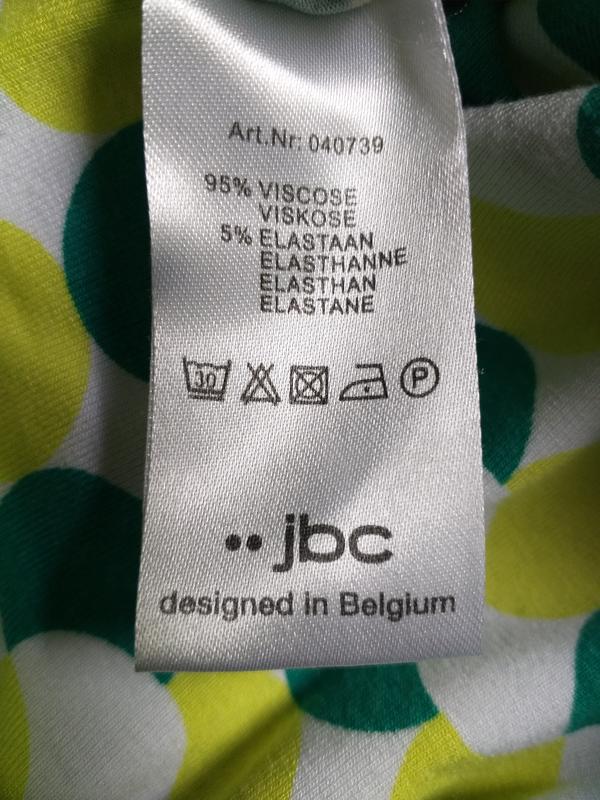 Art.Nr: 040739
95% VISCOSE
VISKOSE
5% ELASTAAN
ELASTHANNE
ELASTHAN
ELASTANE
30 P
jbc
designed in Belgium